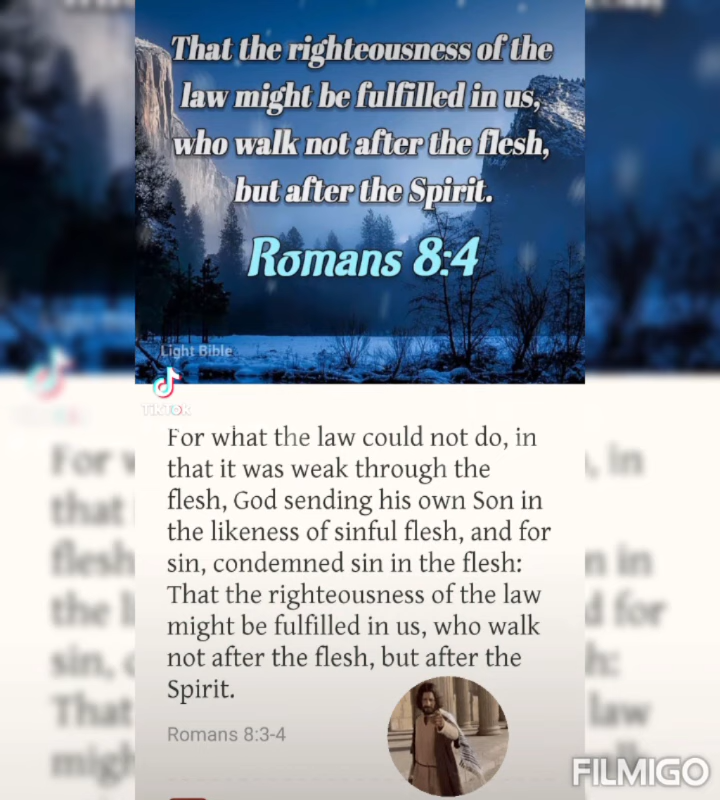 That the righteousness of the
law might be fulfilled in us,
who walk not after the flesh,
but after the Spirit.
Romans 8:4
Light Bible
TikTok
For what the law could not do, in
that it was weak through the
flesh, God sending his own Son in
the likeness of sinful flesh, and for
sin, condemned sin in the flesh:
That the righteousness of the law
might be fulfilled in us, who walk
not after the flesh, but after the
Spirit.
Romans 8:3-4
FILMIGO